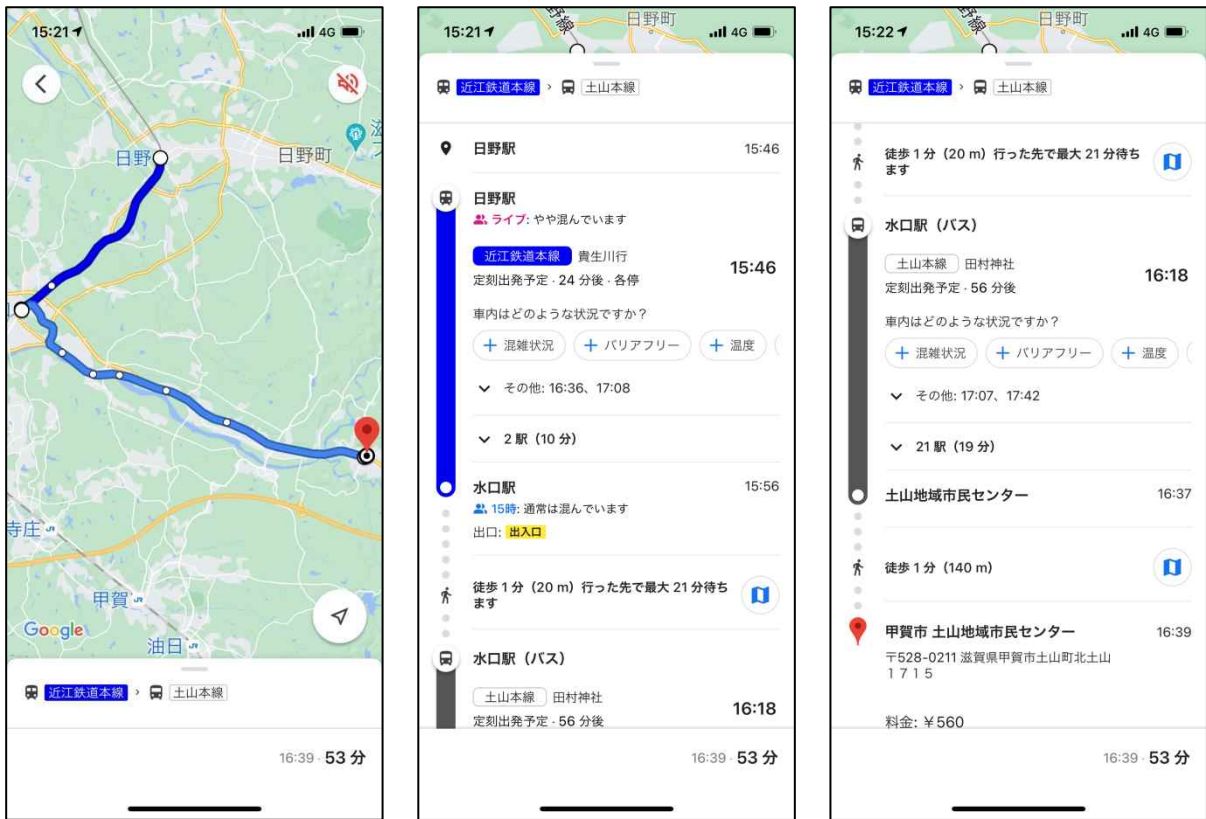 15:21
4G
日野
日野町
寺庄
甲賀
油日
Google
近江鉄道本線
土山本線
16:39 · 53 分
15:21
日野町
4G
近江鉄道本線 › 土山本線
日野駅 15:46
日野駅
ライブ: やや混んでいます
近江鉄道本線 貴生川行
15:46
定刻出発予定 · 24 分後 · 各停
車内はどのような状況ですか？
+ 混雑状況 + バリアフリー + 温度
その他: 16:36、17:08
2 駅（10 分）
水口駅 15:56
15時: 通常は混んでいます
出口: 出入口
徒歩 1 分（20 m）行った先で最大 21 分待ち
ます
水口駅（バス）
土山本線 田村神社
16:18
定刻出発予定 · 56 分後
16:39 · 53 分
15:22
日野町
4G
近江鉄道本線 › 土山本線
徒歩 1 分（20 m）行った先で最大 21 分待ち
ます
水口駅（バス）
土山本線 田村神社
16:18
定刻出発予定 · 56 分後
車内はどのような状況ですか？
+ 混雑状況 + バリアフリー + 温度
その他: 17:07、17:42
21 駅（19 分）
土山地域市民センター 16:37
徒歩 1 分（140 m）
甲賀市 土山地域市民センター 16:39
〒528-0211 滋賀県甲賀市土山町北土山
１７１５
料金: ￥560
16:39 · 53 分